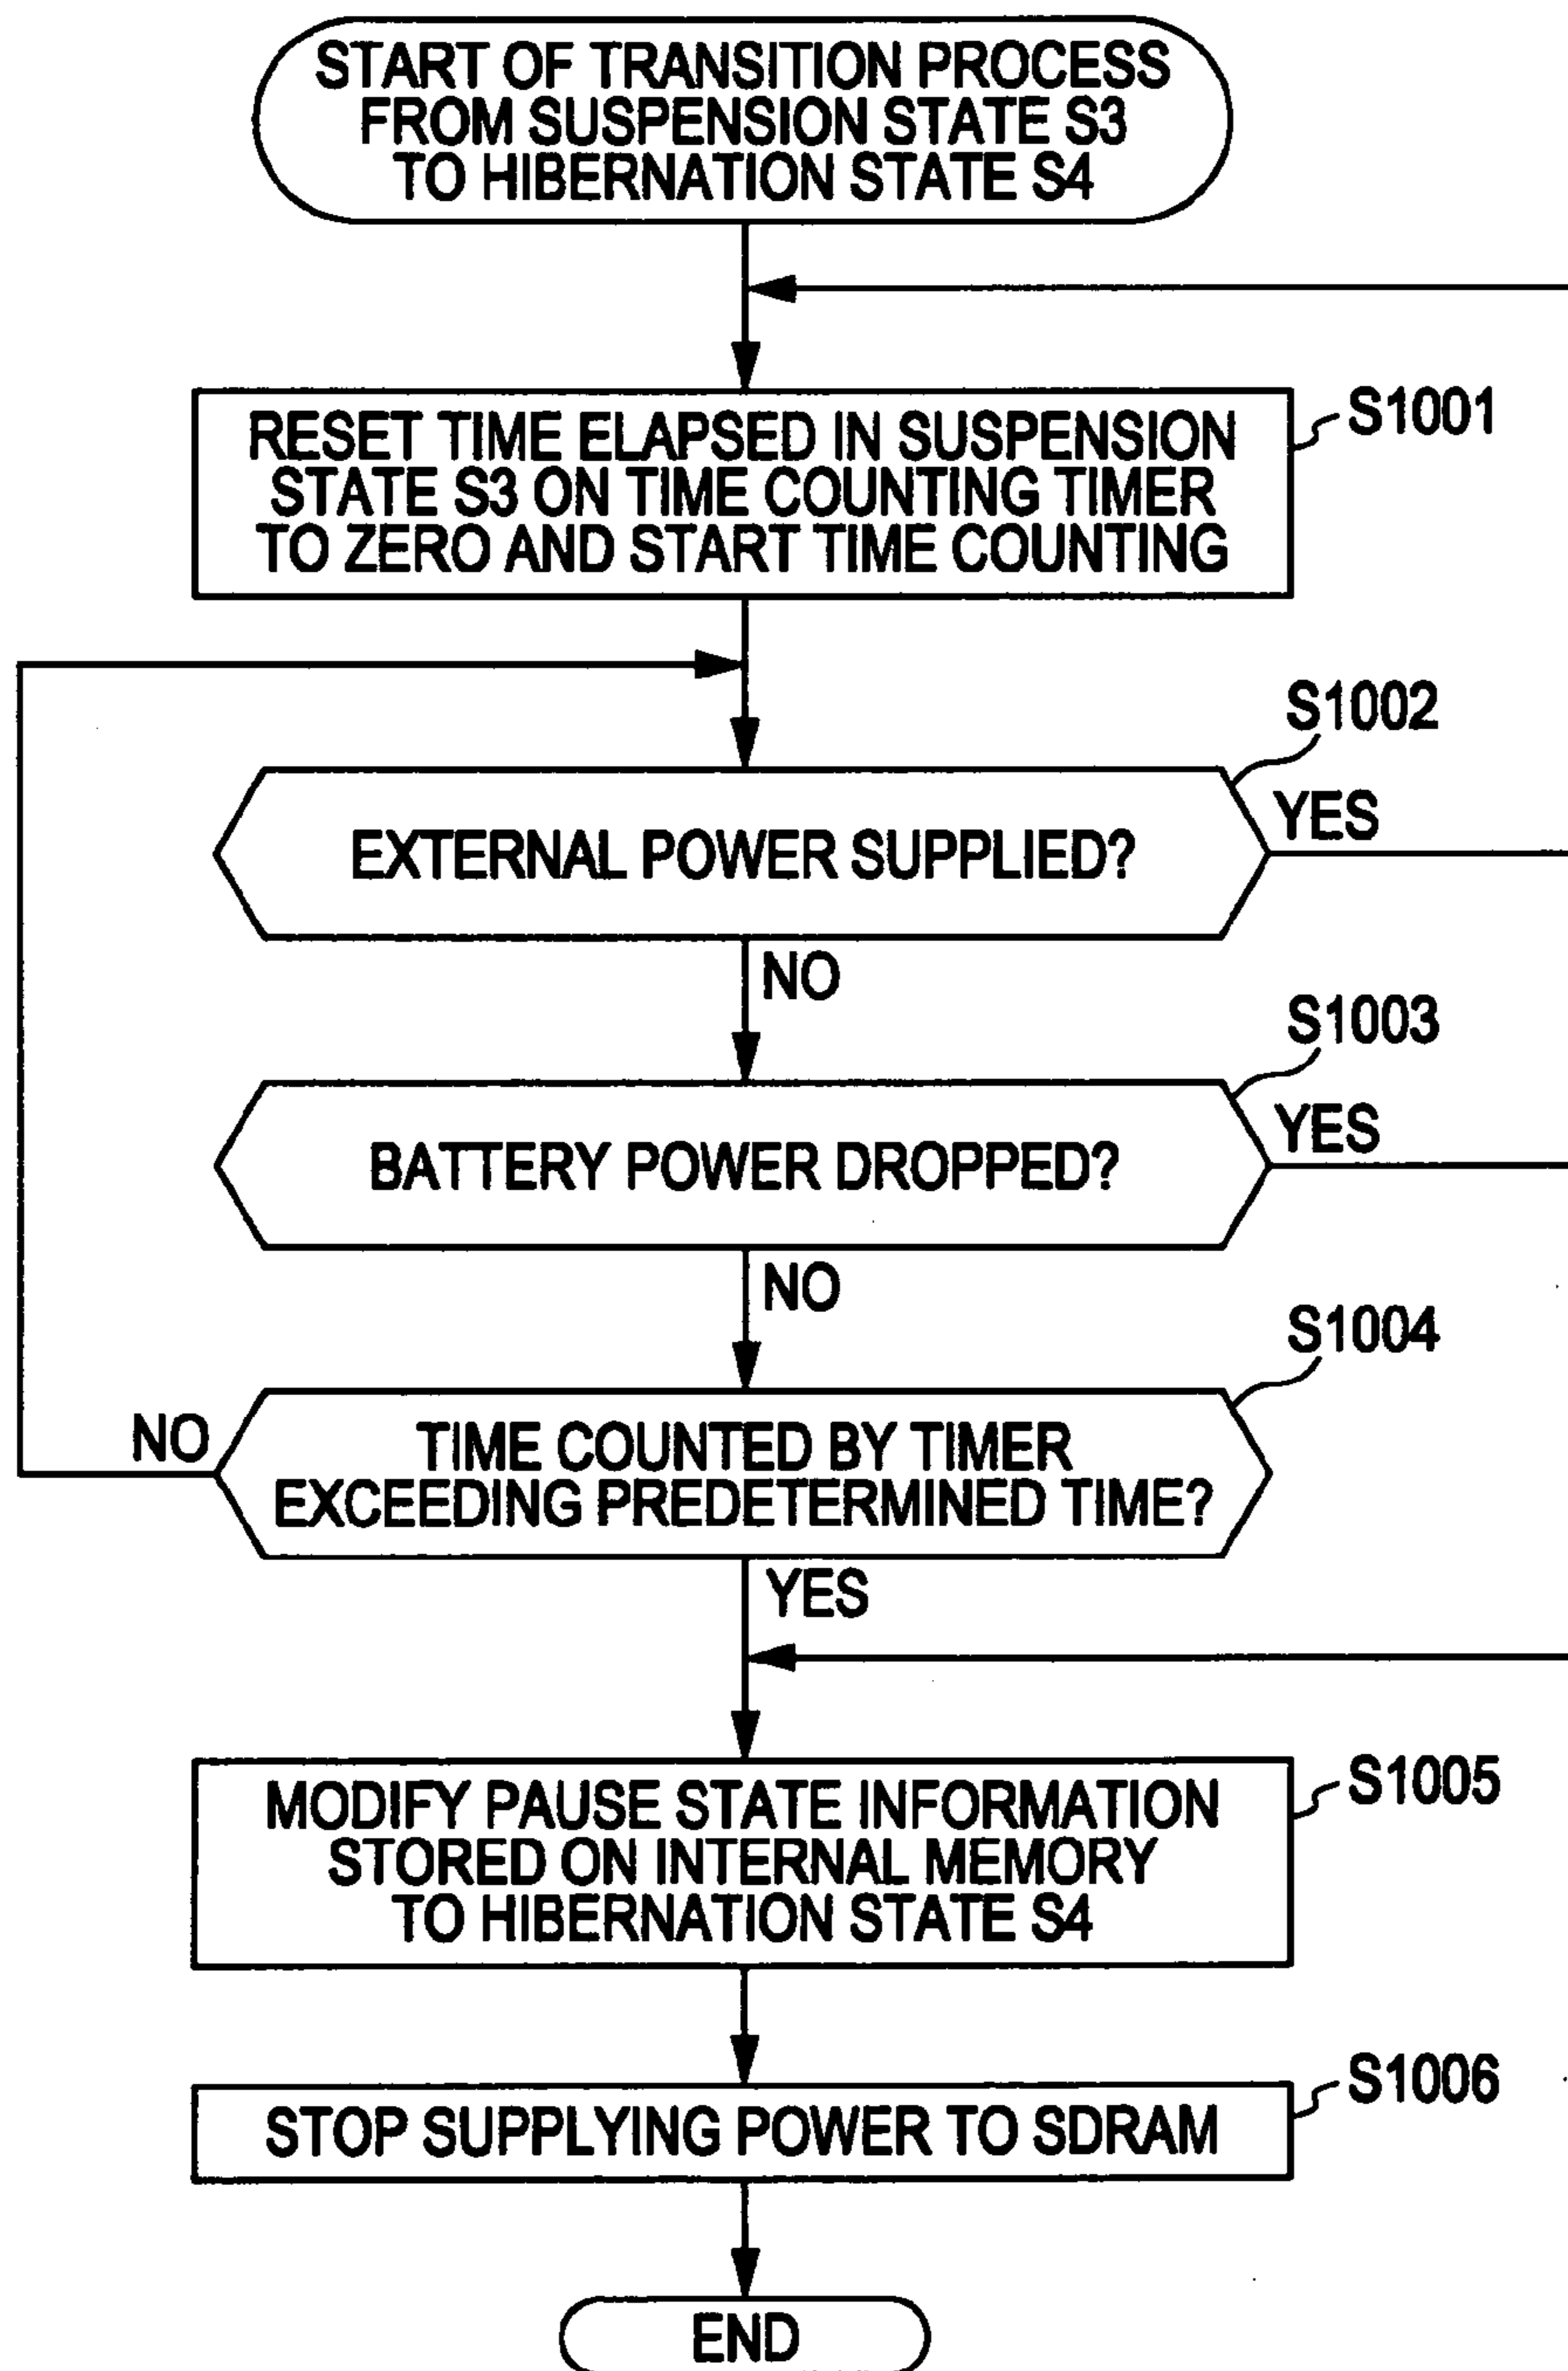 START OF TRANSITION PROCESS
FROM SUSPENSION STATE S3
TO HIBERNATION STATE S4
RESET TIME ELAPSED IN SUSPENSION
STATE S3 ON TIME COUNTING TIMER
TO ZERO AND START TIME COUNTING
S1001
S1002
EXTERNAL POWER SUPPLIED?
YES
NO
S1003
BATTERY POWER DROPPED?
YES
NO
S1004
TIME COUNTED BY TIMER
EXCEEDING PREDETERMINED TIME?
NO
YES
MODIFY PAUSE STATE INFORMATION
STORED ON INTERNAL MEMORY
TO HIBERNATION STATE S4
S1005
STOP SUPPLYING POWER TO SDRAM
S1006
END